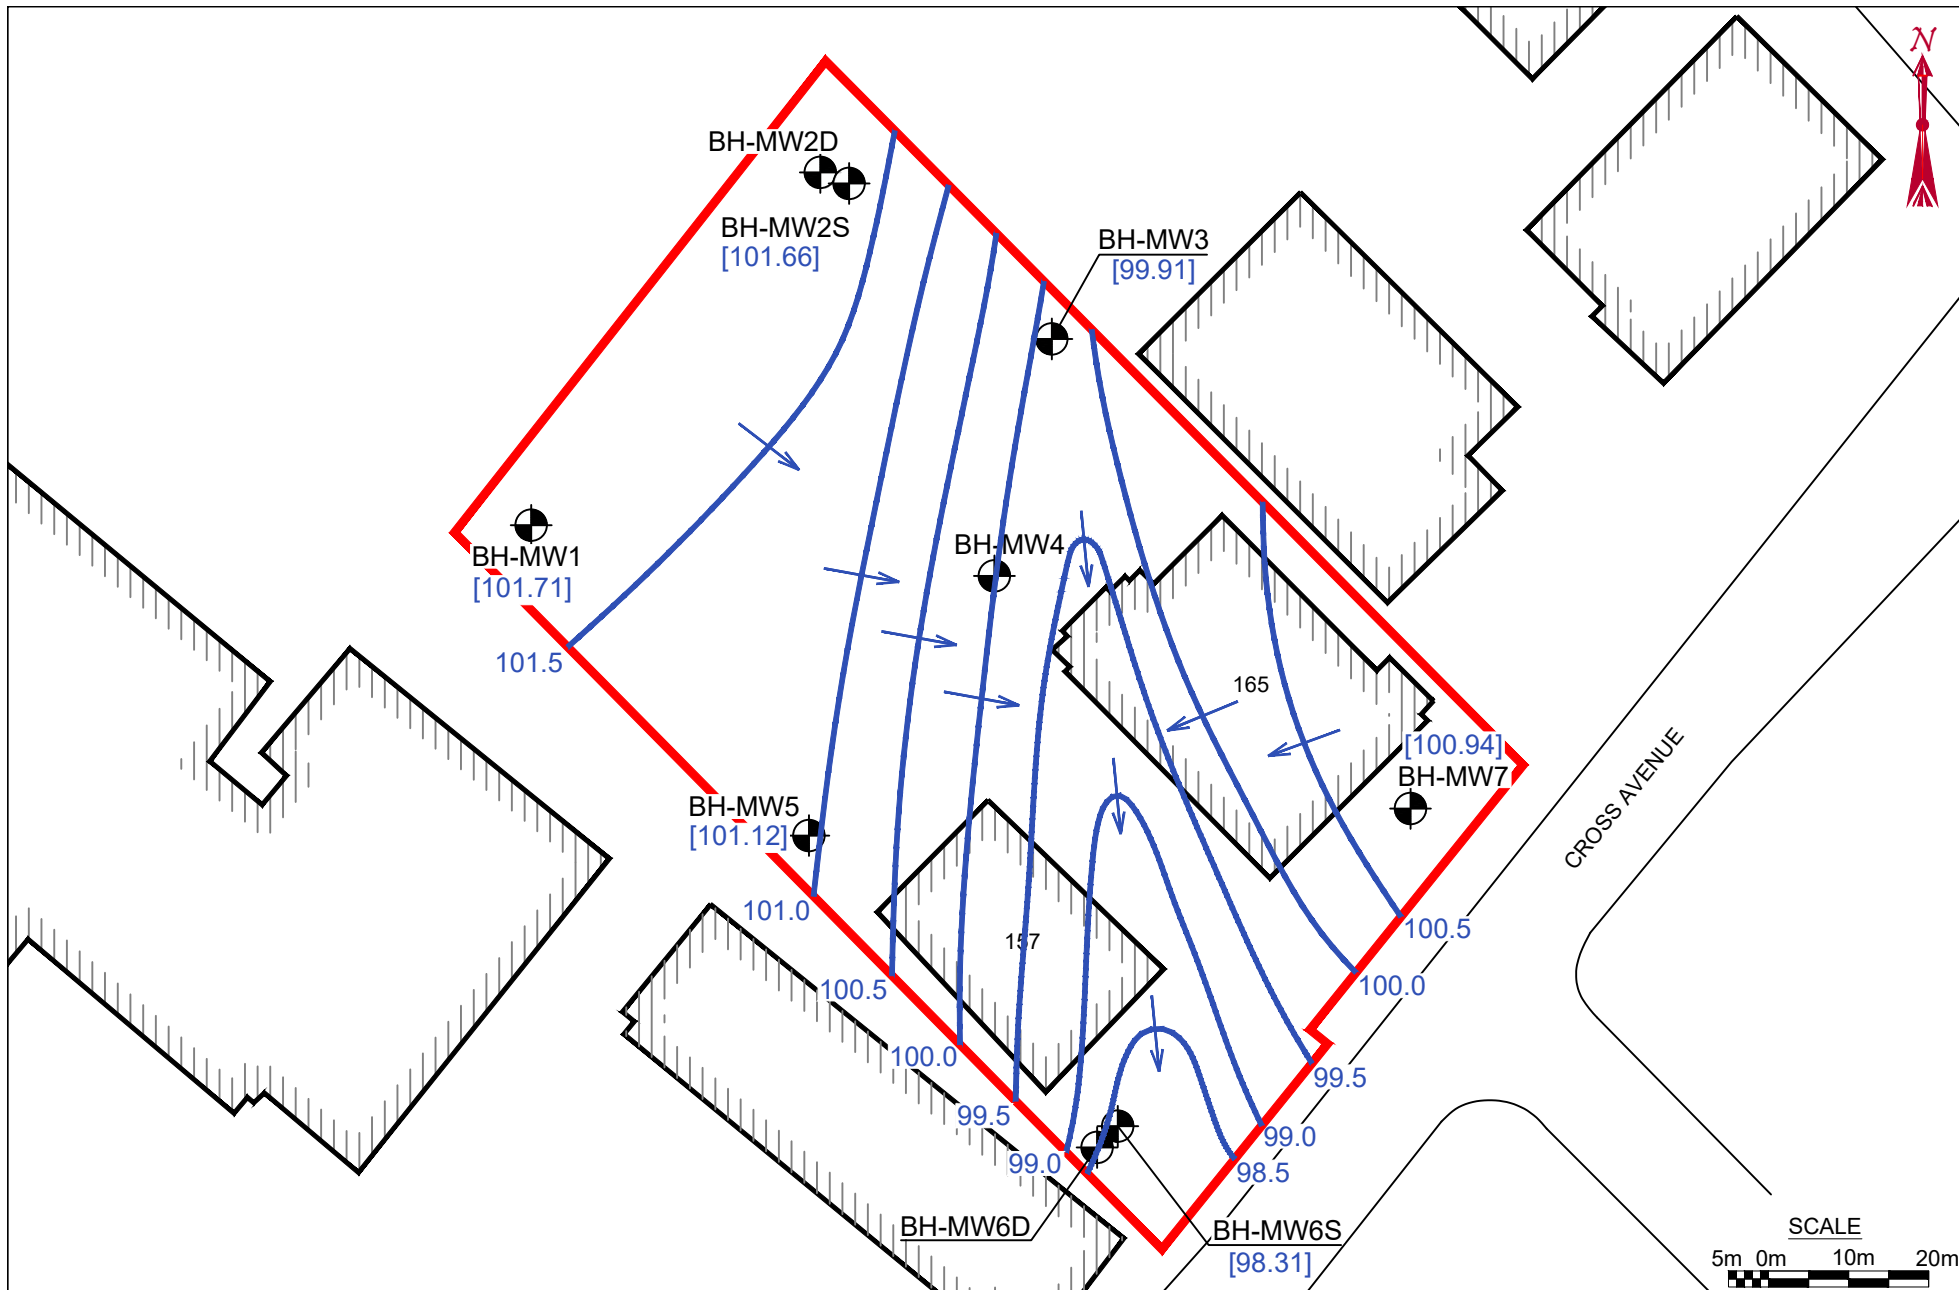 N
BH-MW2D
BH-MW2S
[101.66]
BH-MW3
[99.91]
BH-MW4
BH-MW1
[101.71]
101.5
165
[100.94]
BH-MW7
CROSS AVENUE
BH-MW5
[101.12]
101.0
157
100.5
100.5
100.0
100.0
99.5
99.5
99.0
99.0
98.5
BH-MW6D
BH-MW6S
[98.31]
SCALE
5m 0m 10m 20m